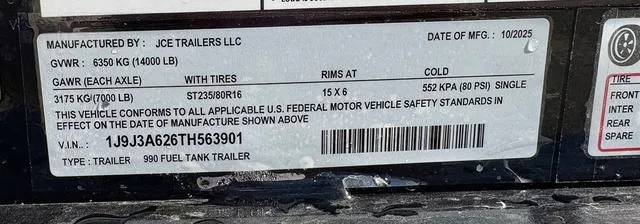 MANUFACTURED BY: JCE TRAILERS LLC DATE OF MFG.: 10/2025
GVWR: 6350 KG (14000 LB)
GAWR (EACH AXLE) WITH TIRES RIMS AT COLD
3175 KG/(7000 LB) ST235/80R16 15 X 6 552 KPA (80 PSI) SINGLE
THIS VEHICLE CONFORMS TO ALL APPLICABLE U.S. FEDERAL MOTOR VEHICLE SAFETY STANDARDS IN
EFFECT ON THE DATE OF MANUFACTURE SHOWN ABOVE
V.I.N.: 1J9J3A626TH563901
TYPE: TRAILER 990 FUEL TANK TRAILER
TIRE
FRONT
INTER
REAR
SPARE